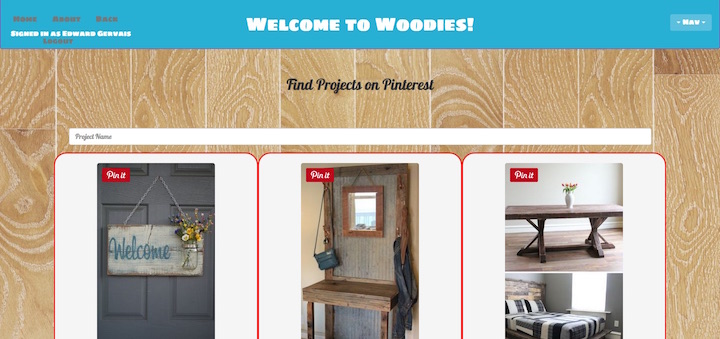 Home About Back
Signed in as Edward Gervais
Logout
Welcome to Woodies!
- Nav -
Find Projects on Pinterest
Project Name
Pin it
Welcome
Pin it
Pin it